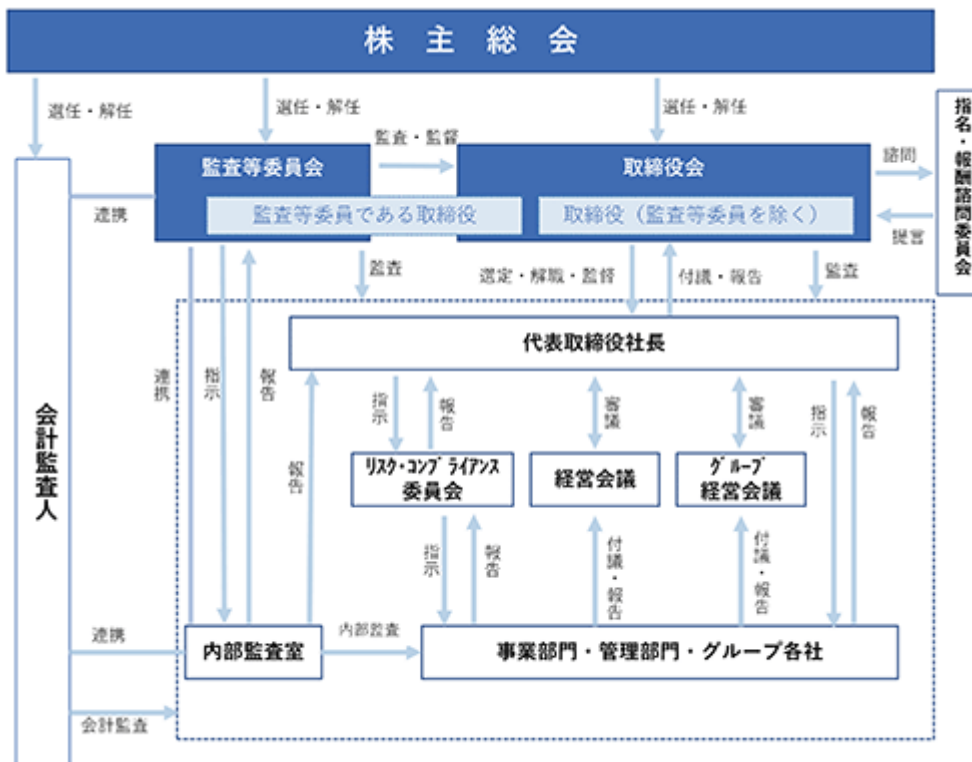 株主総会
選任・解任
選任・解任
選任・解任
監査等委員会
監査・監督
取締役会
諮問
提言
指名・報酬諮問委員会
監査等委員である取締役
取締役（監査等委員を除く）
連携
監査
選定・解職・監督
付議・報告
監査
代表取締役社長
連携
指示
報告
報告
指示
報告
審議
審議
指示
報告
会計監査人
リスク・コンプライアンス
委員会
経営会議
グループ
経営会議
指示
報告
付議・報告
付議・報告
連携
内部監査室
内部監査
事業部門・管理部門・グループ各社
会計監査